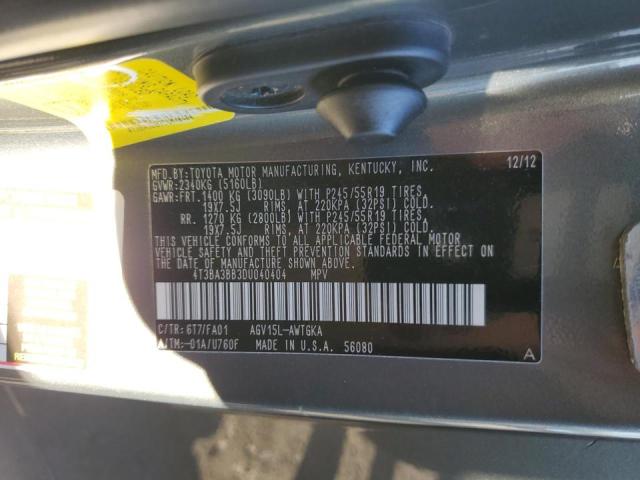 MFD.BY:TOYOTA MOTOR MANUFACTURING, KENTUCKY, INC. 12/12
GVWR:2340KG (5160LB)
GAWR:FRT.1400 KG (3090LB) WITH P245/55R19 TIRES,
19X7.5J RIMS, AT 220KPA (32PSI) COLD.
RR. 1270 KG (2800LB) WITH P245/55R19 TIRES,
19X7.5J RIMS, AT 220KPA (32PSI) COLD.
THIS VEHICLE CONFORMS TO ALL APPLICABLE FEDERAL MOTOR
VEHICLE SAFETY AND THEFT PREVENTION STANDARDS IN EFFECT ON
THE DATE OF MANUFACTURE SHOWN ABOVE.
4T3BA3BB3DU040404 MPV
C/TR: 6T7/FA01 AGV15L-AWTGKA
A/TM:-01A/U760F MADE IN U.S.A. 56080 A